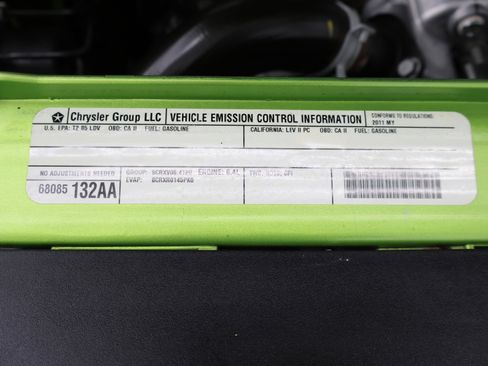 Chrysler Group LLC VEHICLE EMISSION CONTROL INFORMATION CONFORMS TO REGULATIONS:
2011 MY
U.S. EPA: T2 B5 LDV OBD: CA II FUEL: GASOLINE CALIFORNIA: LIV II PC OBD: CA II FUEL: GASOLINE
NO ADJUSTMENTS NEEDED GROUP: ENGINE: 6.4L
68085 132AA EVAP: